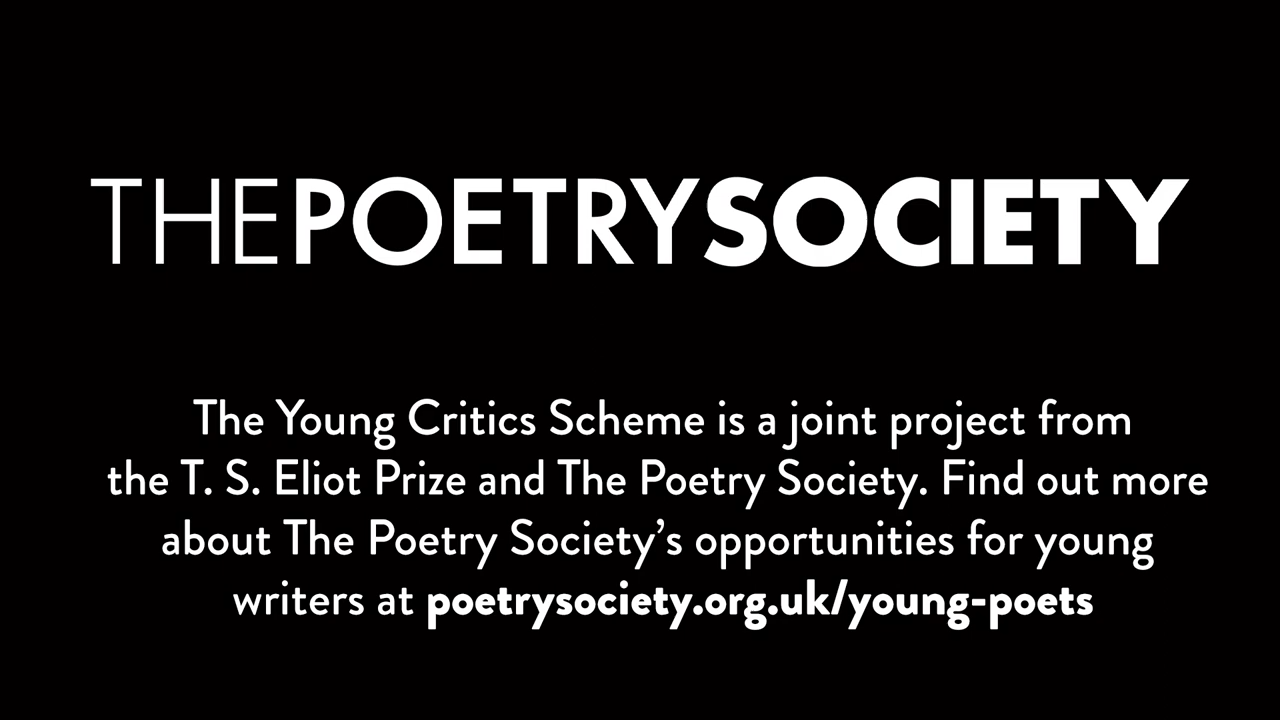 THEPOETRYSOCIETY
The Young Critics Scheme is a joint project from
the T. S. Eliot Prize and The Poetry Society. Find out more
about The Poetry Society’s opportunities for young
writers at poetrysociety.org.uk/young-poets